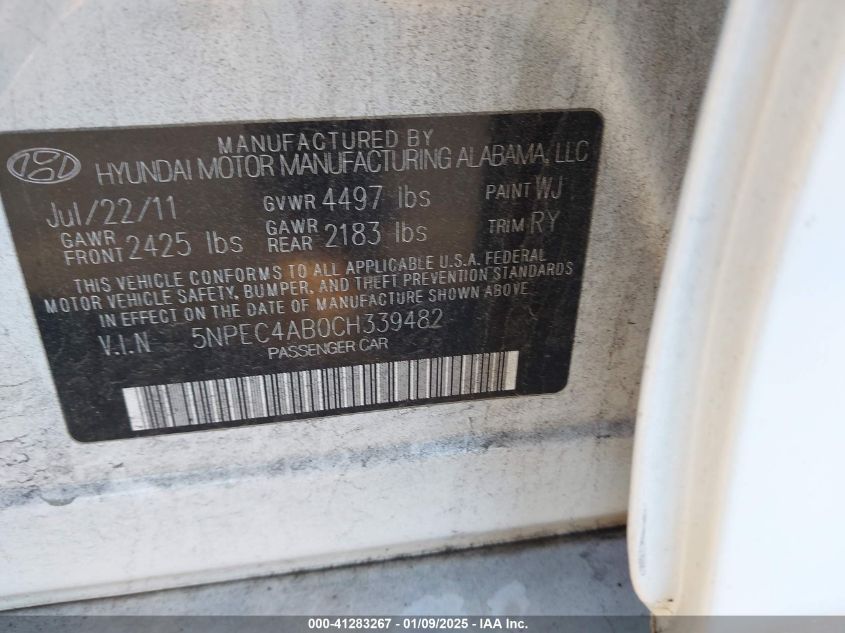 MANUFACTURED BY
HYUNDAI MOTOR MANUFACTURING ALABAMA, LLC
Jul/22/11 GVWR 4497 lbs PAINT WJ
GAWR FRONT 2425 lbs GAWR REAR 2183 lbs TRIM RY
THIS VEHICLE CONFORMS TO ALL APPLICABLE U.S.A. FEDERAL
MOTOR VEHICLE SAFETY, BUMPER, AND THEFT PREVENTION STANDARDS
IN EFFECT ON THE DATE OF MANUFACTURE SHOWN ABOVE.
V.I.N 5NPEC4AB0CH339482
PASSENGER CAR
000-41283267 - 01/09/2025 - IAA Inc.